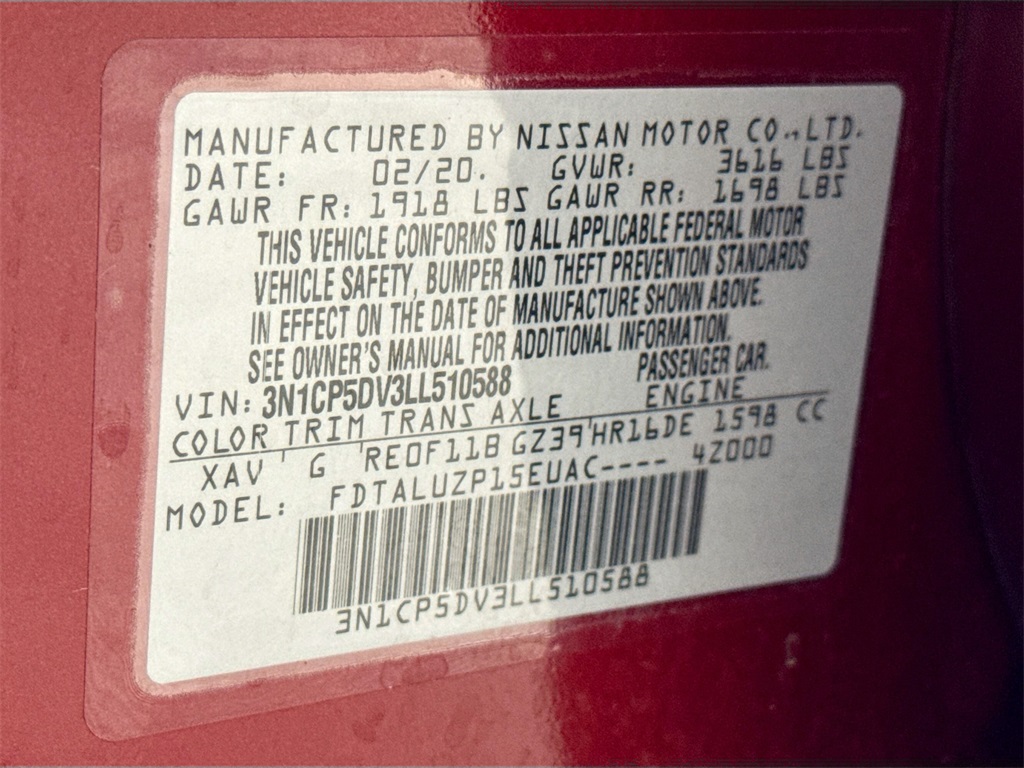 MANUFACTURED BY NISSAN MOTOR CO.,LTD.
DATE: 02/20. GVWR: 3616 LBS
GAWR FR: 1918 LBS GAWR RR: 1698 LBS
THIS VEHICLE CONFORMS TO ALL APPLICABLE FEDERAL MOTOR
VEHICLE SAFETY, BUMPER AND THEFT PREVENTION STANDARDS
IN EFFECT ON THE DATE OF MANUFACTURE SHOWN ABOVE.
SEE OWNER'S MANUAL FOR ADDITIONAL INFORMATION.
VIN: 3N1CP5DV3LL510588 PASSENGER CAR.
COLOR TRIM TRANS AXLE ENGINE
XAV ' G 'RE0F11B GZ39'HR16DE 1598 CC
MODEL: FDTALUZP15EUAC---- 4Z000
3N1CP5DV3LL510588